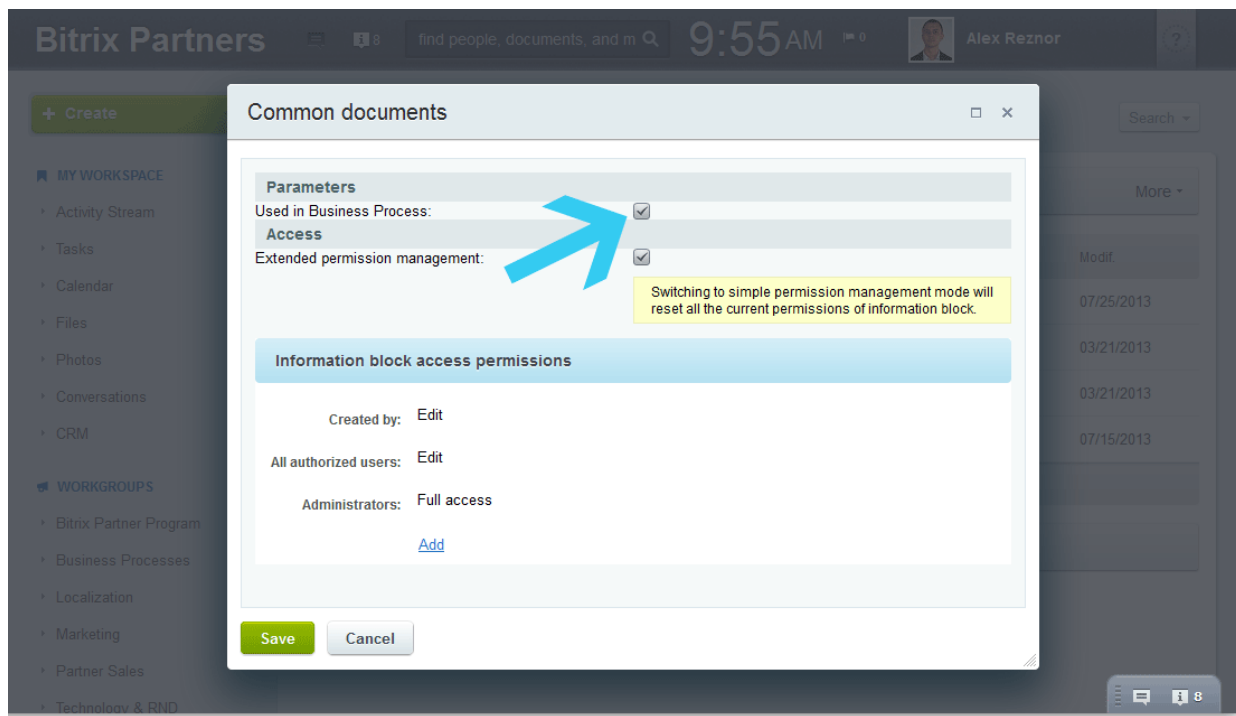 Bitrix Partners
8
find people, documents, and m
9:55 AM
0
Alex Reznor
?
+ Create
Common documents
Search
MY WORKSPACE
Parameters
More
Activity Stream
Used in Business Process:
Access
Tasks
Extended permission management:
Modif.
Calendar
Switching to simple permission management mode will
reset all the current permissions of information block.
07/25/2013
Files
03/21/2013
Photos
Information block access permissions
Conversations
03/21/2013
Created by: Edit
CRM
07/15/2013
All authorized users: Edit
WORKGROUPS
Administrators: Full access
Bitrix Partner Program
Add
Business Processes
Localization
Marketing
Save
Cancel
Partner Sales
8
Technology & RND